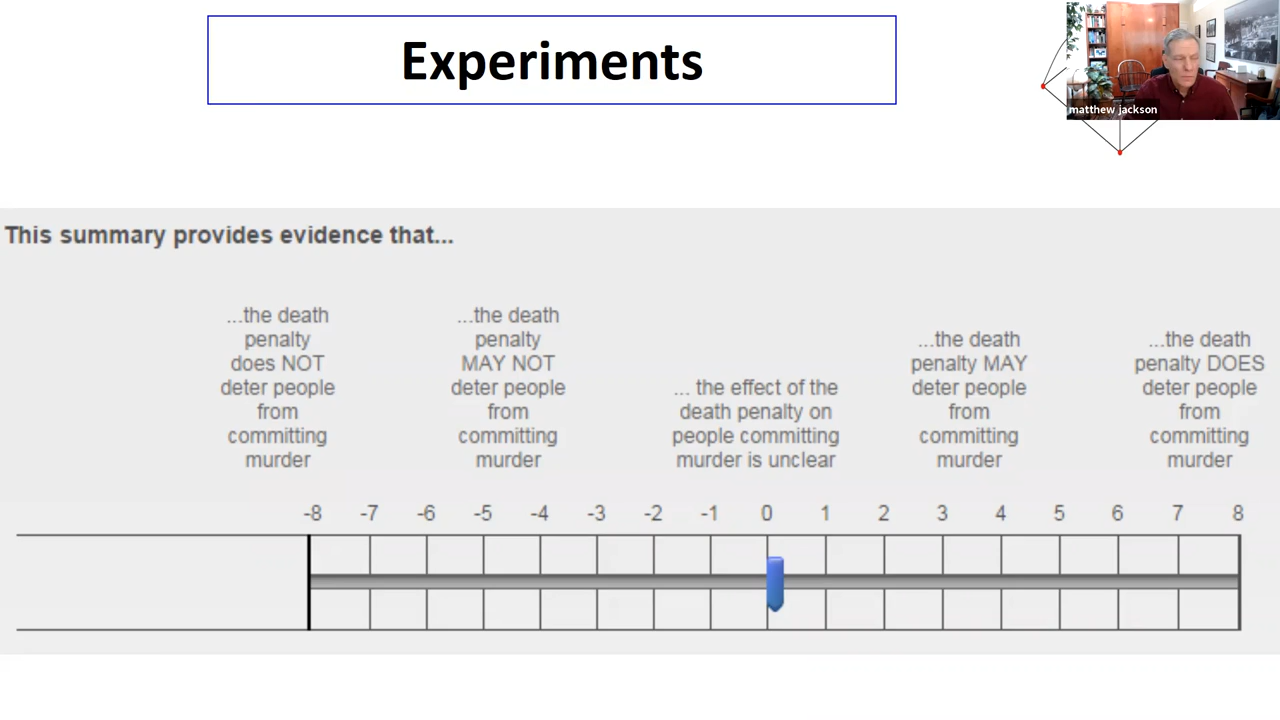 Experiments
matthew jackson
This summary provides evidence that...
...the death
penalty
does NOT
deter people
from
committing
murder
...the death
penalty
MAY NOT
deter people
from
committing
murder
... the effect of the
death penalty on
people committing
murder is unclear
...the death
penalty MAY
deter people
from
committing
murder
...the death
penalty DOES
deter people
from
committing
murder
-8 -7 -6 -5 -4 -3 -2 -1 0 1 2 3 4 5 6 7 8